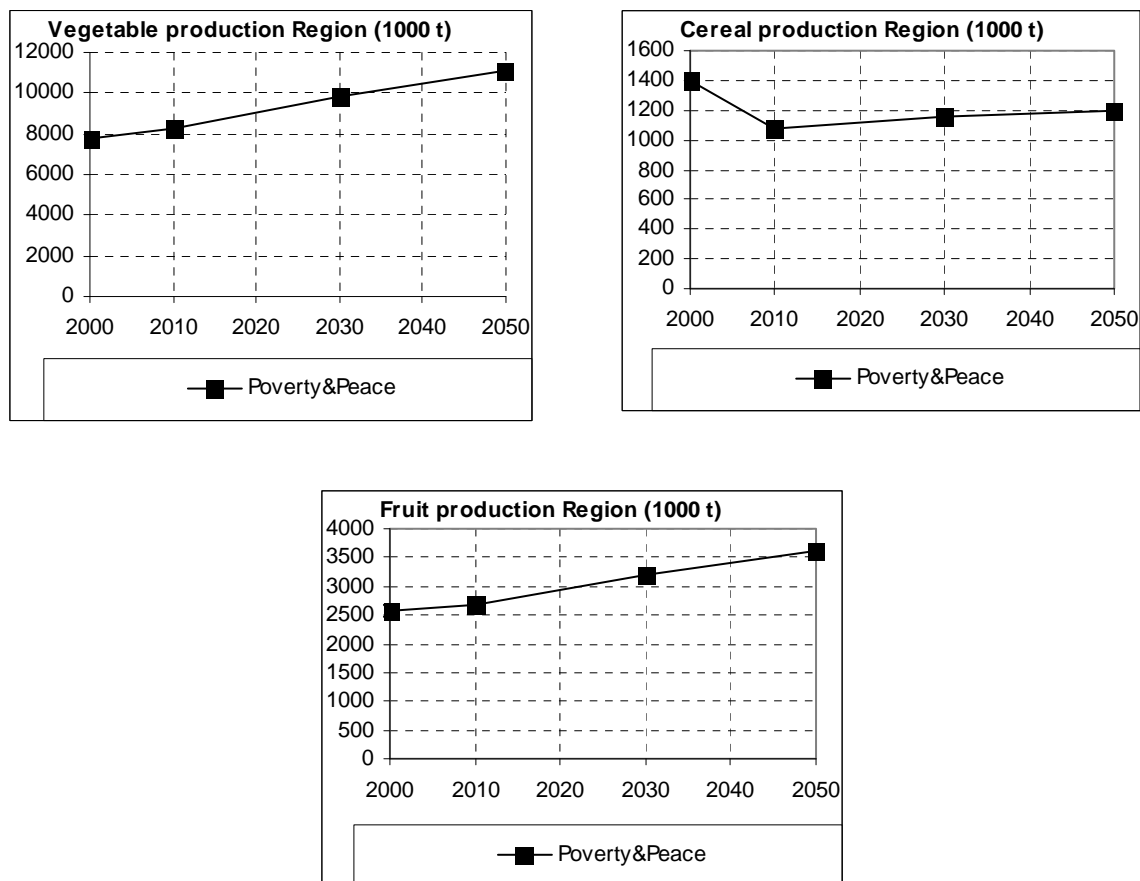 Vegetable production Region (1000 t)
12000
10000
8000
6000
4000
2000
0
2000 2010 2020 2030 2040 2050
Poverty&Peace
Cereal production Region (1000 t)
1600
1400
1200
1000
800
600
400
200
0
2000 2010 2020 2030 2040 2050
Poverty&Peace
Fruit production Region (1000 t)
4000
3500
3000
2500
2000
1500
1000
500
0
2000 2010 2020 2030 2040 2050
Poverty&Peace